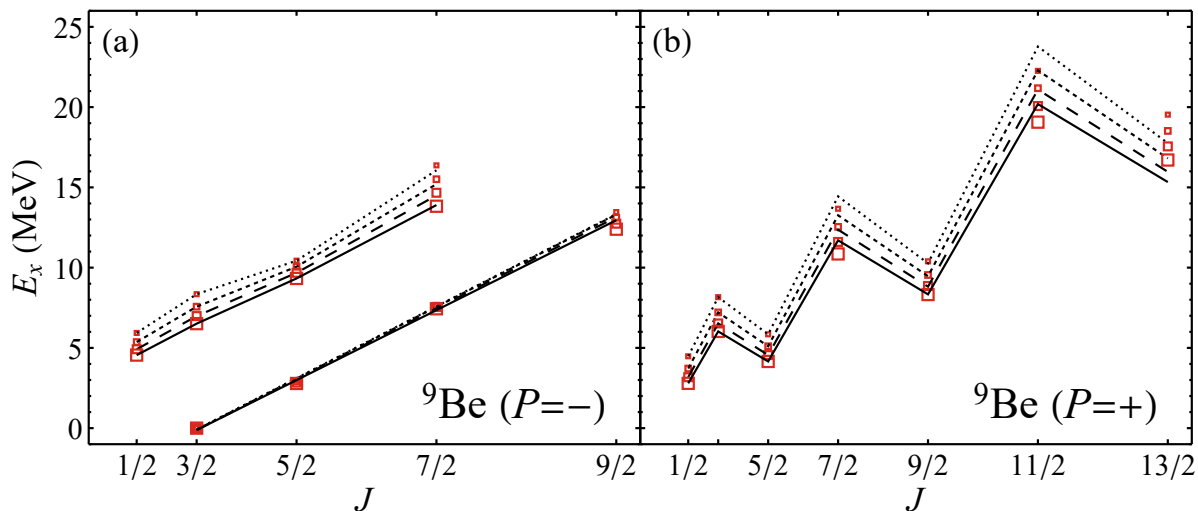 25
20
15
10
5
0
E_x (MeV)
(a)
⁹Be (P=−)
1/2 3/2 5/2 7/2 9/2
J
(b)
⁹Be (P=+)
1/2 5/2 7/2 9/2 11/2 13/2
J